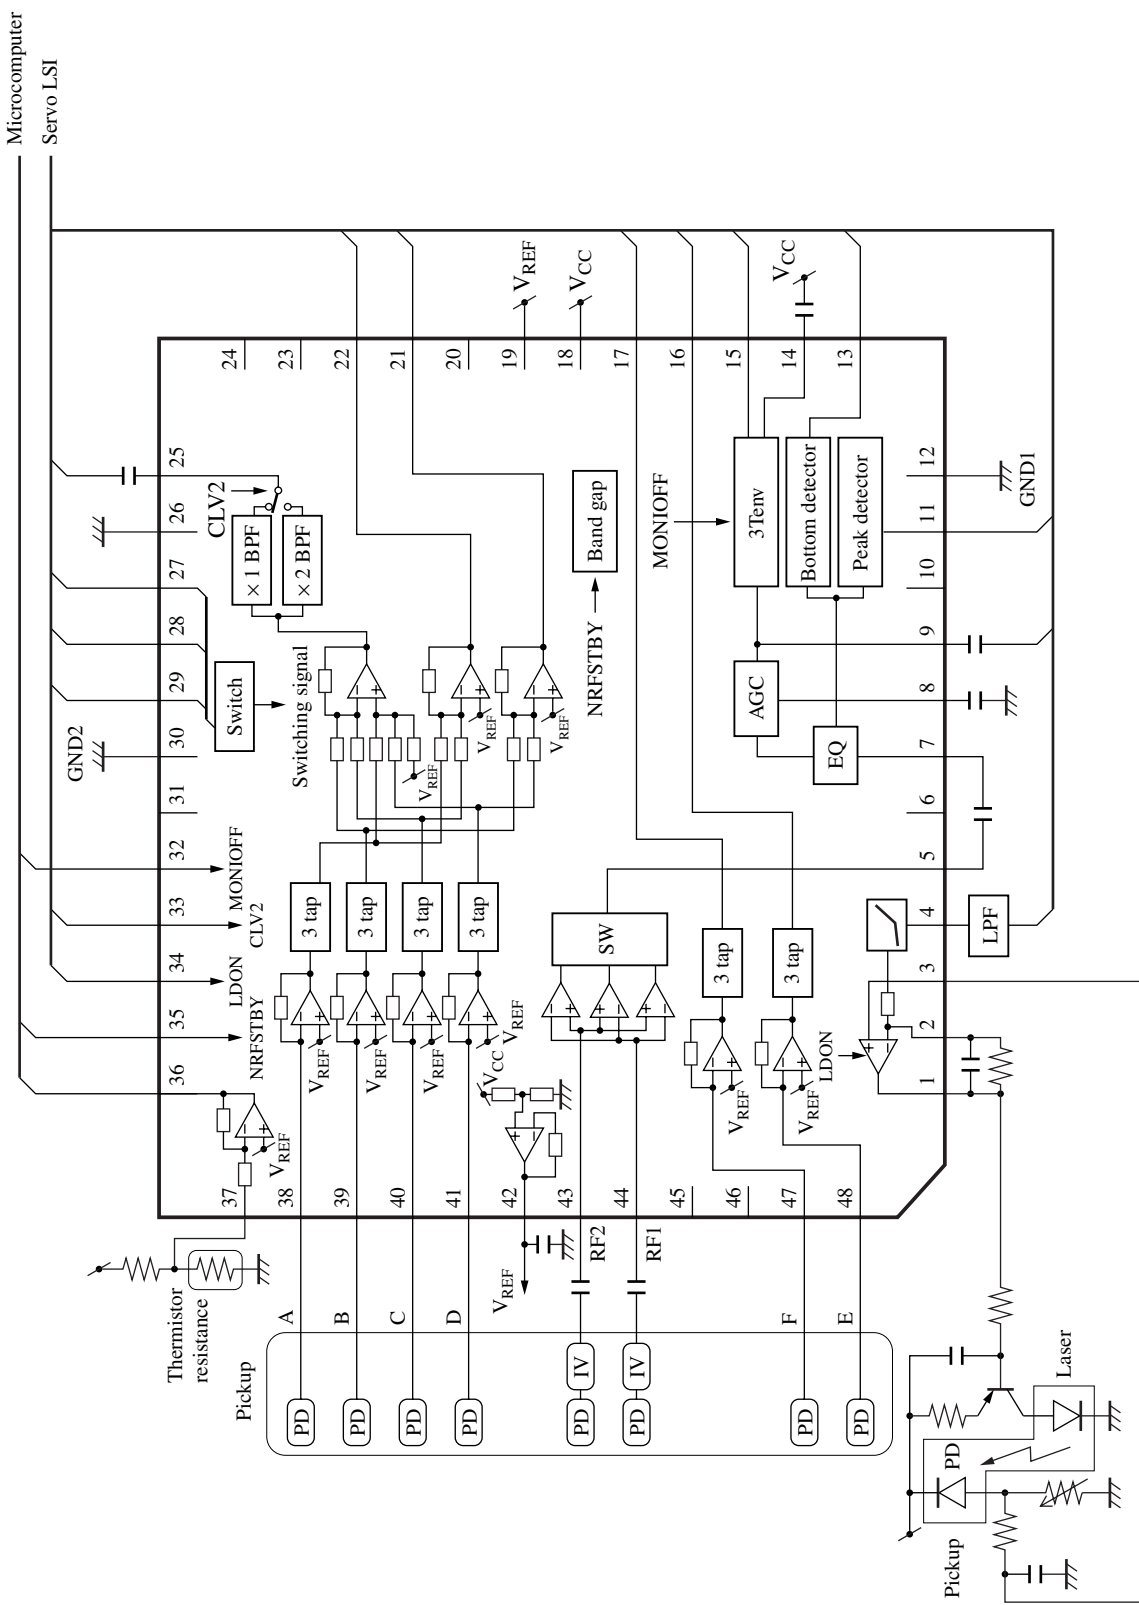 Microcomputer
Servo LSI
24
23
22
21
20
19
18
17
16
15
14
13
VREF
VCC
VCC
25
26
27
28
29
30
31
32
33
34
35
36
GND2
CLV2
× 1 BPF
× 2 BPF
Switch
Switching signal
MONIOFF
CLV2
LDON
NRFSTBY
VREF
VREF
VREF
Band gap
NRFSTBY
MONIOFF
3Tenv
Bottom detector
Peak detector
AGC
EQ
12
11
10
9
8
7
6
5
4
3
2
1
GND1
3 tap
3 tap
3 tap
3 tap
SW
3 tap
3 tap
LPF
LDON
VREF
VREF
VREF
VREF
VCC
VREF
VREF
VREF
37
38
39
40
41
42
43
44
45
46
47
48
Thermistor
resistance
VREF
RF2
RF1
A
B
C
D
F
E
Pickup
PD
PD
PD
PD
IV
PD
IV
PD
PD
PD
Laser
PD
Pickup
VREF